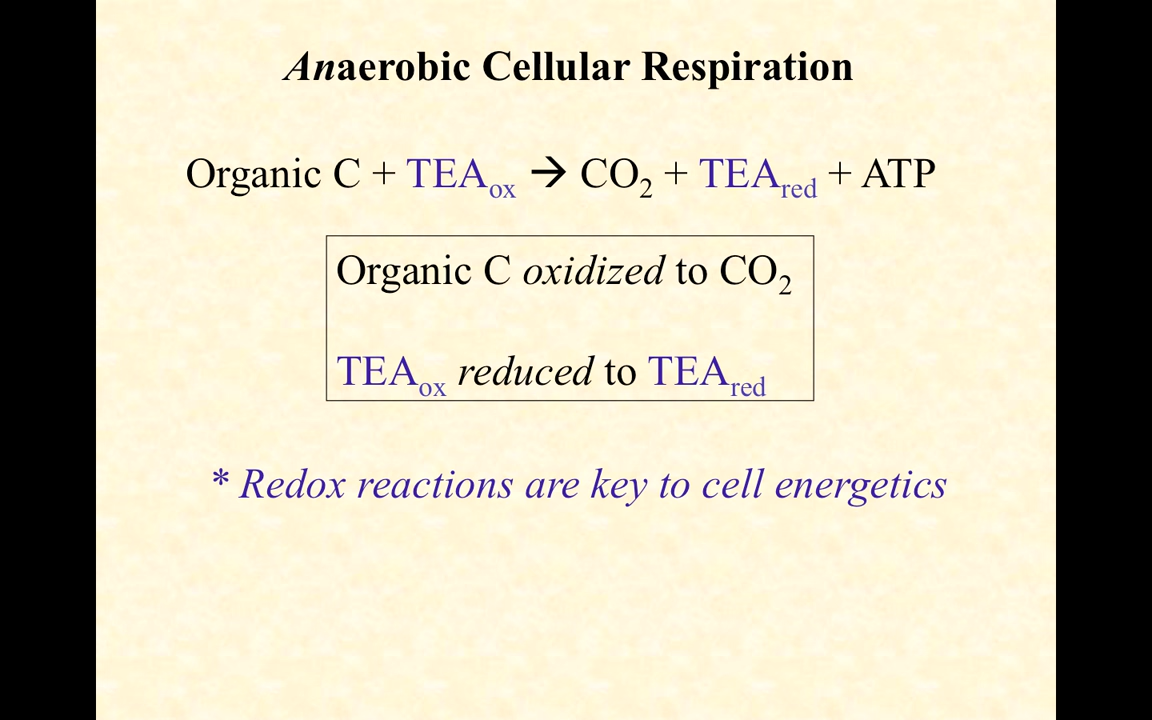 Anaerobic Cellular Respiration
Organic C + TEAox → CO2 + TEAred + ATP
Organic C oxidized to CO2
TEAox reduced to TEAred
* Redox reactions are key to cell energetics